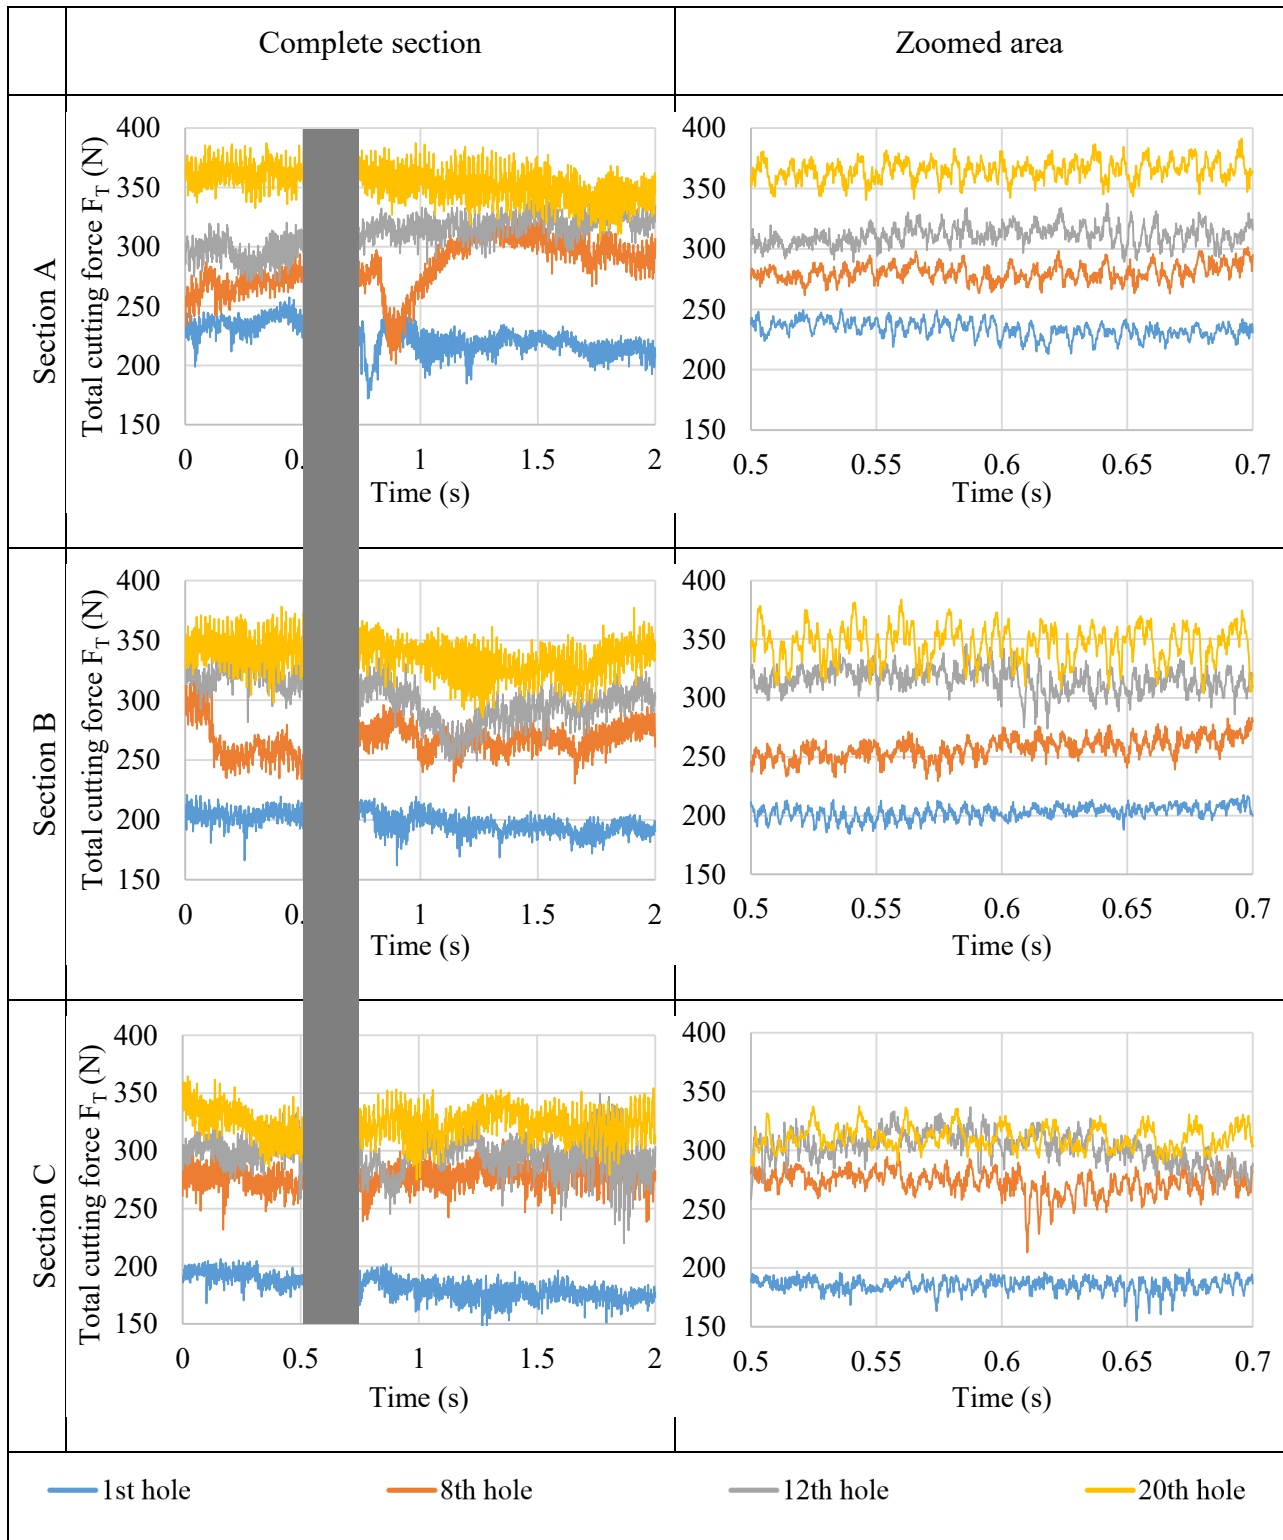 Complete section Zoomed area
Section A
Total cutting force F_T (N)
400 400
350 350
300 300
250 250
200 200
150 150
0 0. 1 1.5 2 0.5 0.55 0.6 0.65 0.7
Time (s) Time (s)
Section B
Total cutting force F_T (N)
400 400
350 350
300 300
250 250
200 200
150 150
0 0. 1 1.5 2 0.5 0.55 0.6 0.65 0.7
Time (s) Time (s)
Section C
Total cutting force F_T (N)
400 400
350 350
300 300
250 250
200 200
150 150
0 0.5 1 1.5 2 0.5 0.55 0.6 0.65 0.7
Time (s) Time (s)
1st hole 8th hole 12th hole 20th hole